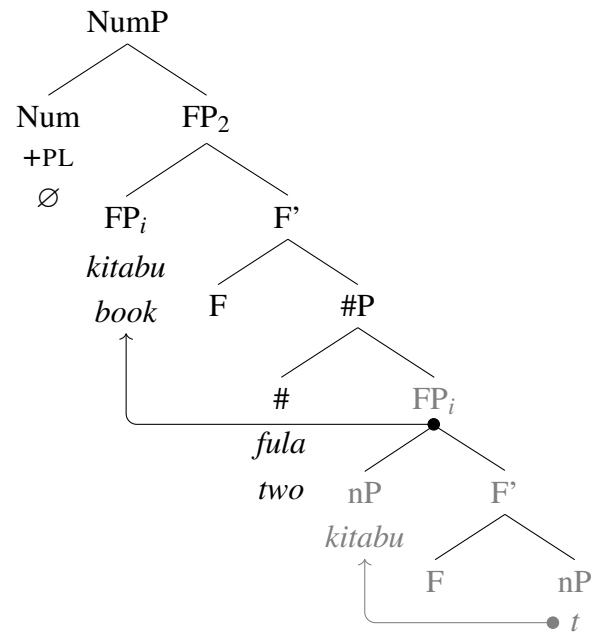 NumP
Num FP₂
+PL
∅
FPᵢ F’
kitabu
book F #P
# FPᵢ
fula
two nP F’
kitabu
F nP
t